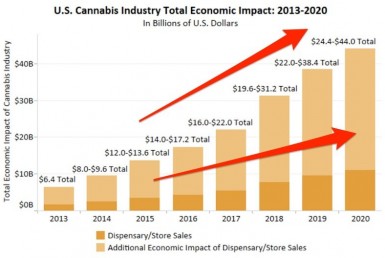 U.S. Cannabis Industry Total Economic Impact: 2013-2020
In Billions of U.S. Dollars
Total Economic Impact of Cannabis Industry
$40B
$30B
$20B
$10B
$0B
$6.4 Total
$8.0-$9.6 Total
$12.0-$13.6 Total
$14.0-$17.2 Total
$16.0-$22.0 Total
$19.6-$31.2 Total
$22.0-$38.4 Total
$24.4-$44.0 Total
2013
2014
2015
2016
2017
2018
2019
2020
Dispensary/Store Sales
Additional Economic Impact of Dispensary/Store Sales